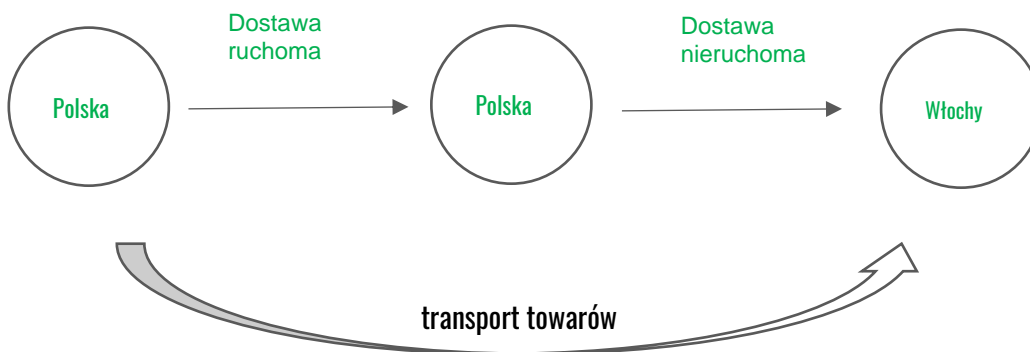 Dostawa
ruchoma
Dostawa
nieruchoma
Polska
Polska
Włochy
transport towarów